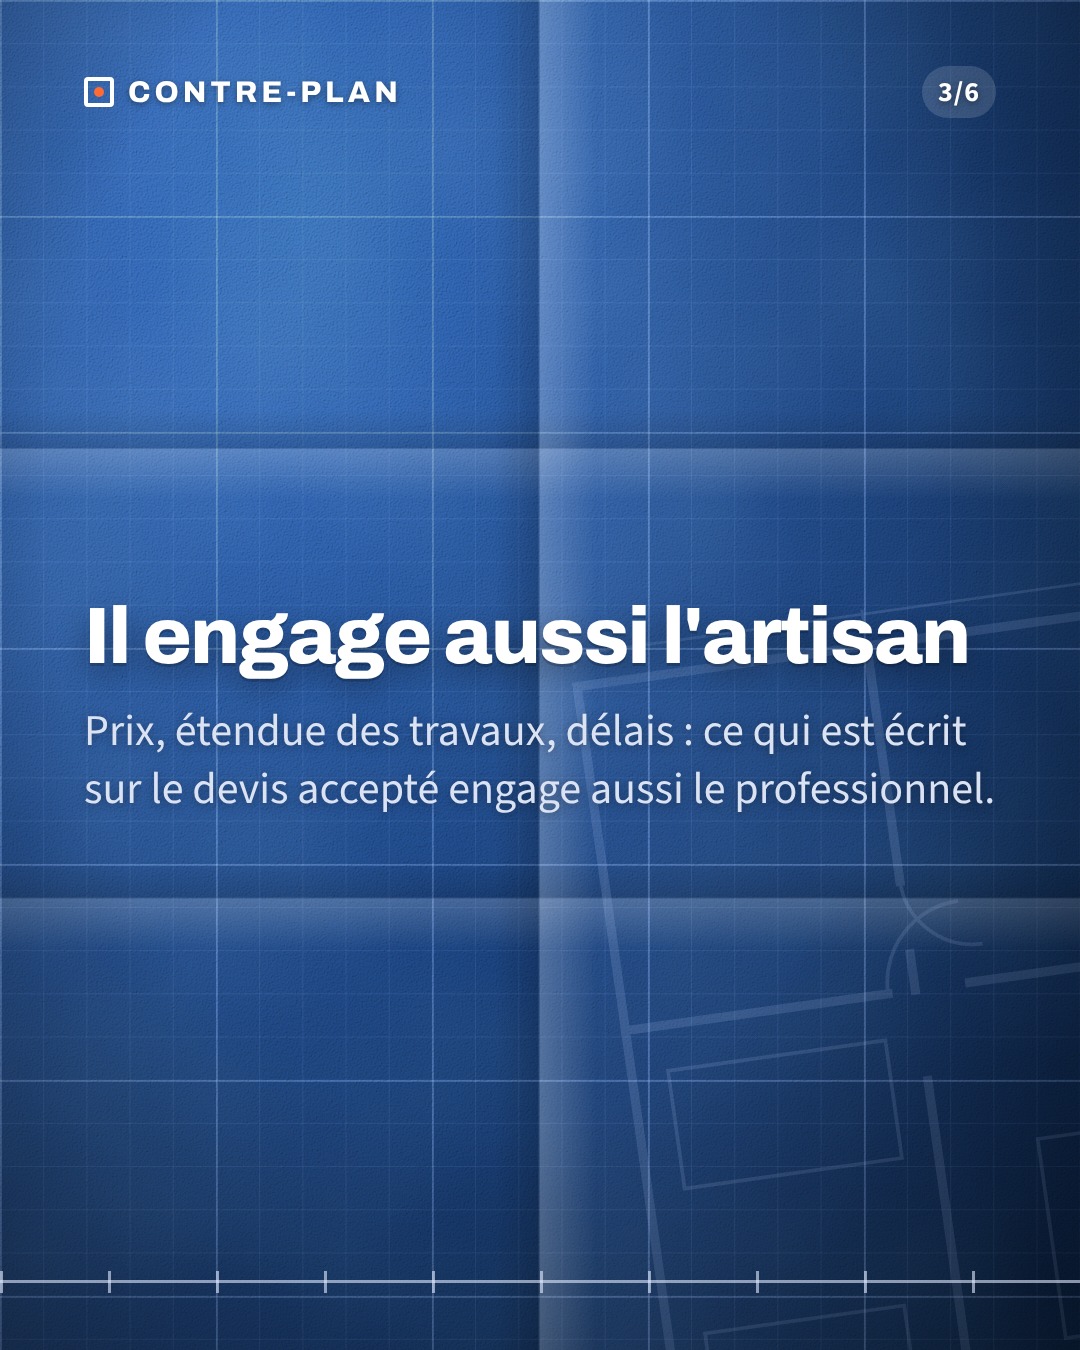 CONTRE-PLAN
3/6
Il engage aussi l'artisan
Prix, étendue des travaux, délais : ce qui est écrit
sur le devis accepté engage aussi le professionnel.